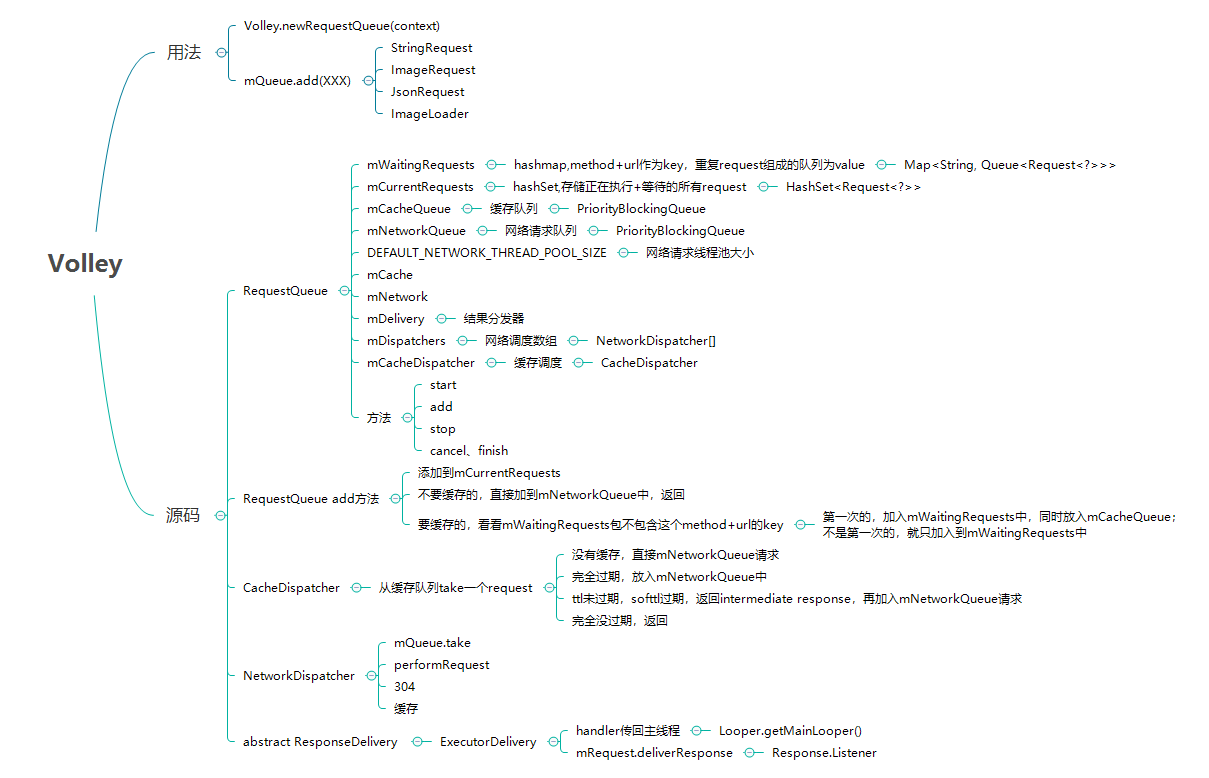 Volley
用法
Volley.newRequestQueue(context)
mQueue.add(XXX)
StringRequest
ImageRequest
JsonRequest
ImageLoader
源码
RequestQueue
mWaitingRequests
hashmap,method+url作为key，重复request组成的队列为value
Map<String, Queue<Request<?>>>
mCurrentRequests
hashSet,存储正在执行+等待的所有request
HashSet<Request<?>>
mCacheQueue
缓存队列
PriorityBlockingQueue
mNetworkQueue
网络请求队列
PriorityBlockingQueue
DEFAULT_NETWORK_THREAD_POOL_SIZE
网络请求线程池大小
mCache
mNetwork
mDelivery
结果分发器
mDispatchers
网络调度数组
NetworkDispatcher[]
mCacheDispatcher
缓存调度
CacheDispatcher
方法
start
add
stop
cancel、finish
RequestQueue add方法
添加到mCurrentRequests
不要缓存的，直接加到mNetworkQueue中，返回
要缓存的，看看mWaitingRequests包不包含这个method+url的key
第一次的，加入mWaitingRequests中，同时放入mCacheQueue；
不是第一次的，就只加入到mWaitingRequests中
CacheDispatcher
从缓存队列take一个request
没有缓存，直接mNetworkQueue请求
完全过期，放入mNetworkQueue中
ttl未过期，softtl过期，返回intermediate response，再加入mNetworkQueue请求
完全没过期，返回
NetworkDispatcher
mQueue.take
performRequest
304
缓存
abstract ResponseDelivery
ExecutorDelivery
handler传回主线程
Looper.getMainLooper()
mRequest.deliverResponse
Response.Listener